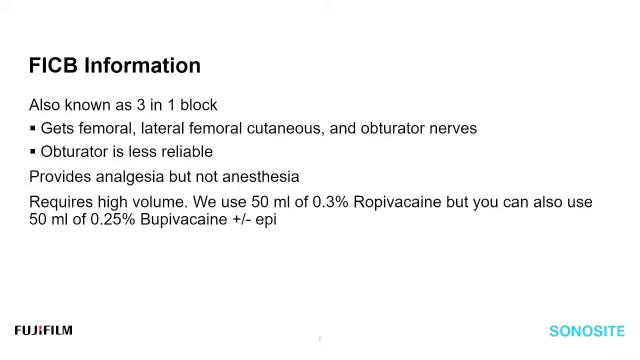 FICB Information
Also known as 3 in 1 block
▪ Gets femoral, lateral femoral cutaneous, and obturator nerves
▪ Obturator is less reliable
Provides analgesia but not anesthesia
Requires high volume. We use 50 ml of 0.3% Ropivacaine but you can also use
50 ml of 0.25% Bupivacaine +/- epi
FUJIFILM
SONOSITE